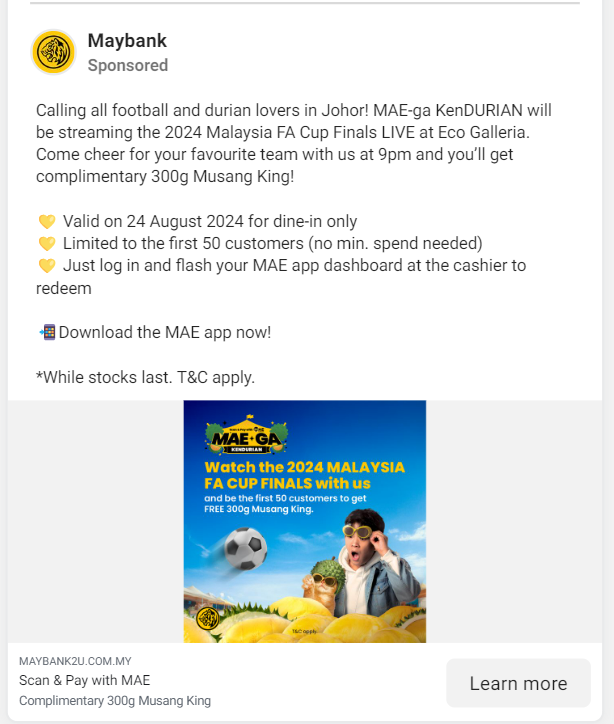 Maybank
Sponsored
Calling all football and durian lovers in Johor! MAE-ga KenDURIAN will
be streaming the 2024 Malaysia FA Cup Finals LIVE at Eco Galleria.
Come cheer for your favourite team with us at 9pm and you’ll get
complimentary 300g Musang King!
💛 Valid on 24 August 2024 for dine-in only
💛 Limited to the first 50 customers (no min. spend needed)
💛 Just log in and flash your MAE app dashboard at the cashier to
redeem
📲Download the MAE app now!
*While stocks last. T&C apply.
MAE-GA
KENDURIAN
Watch the 2024 MALAYSIA
FA CUP FINALS with us
and be the first 50 customers to get
FREE 300g Musang King.
T&C apply.
MAYBANK2U.COM.MY
Scan & Pay with MAE
Complimentary 300g Musang King
Learn more